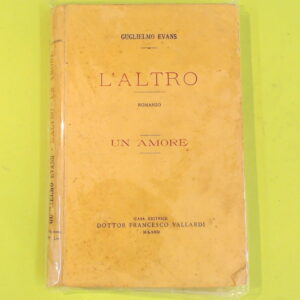 GUGLIELMO EVANS
L'ALTRO
ROMANZO
UN AMORE
CASA EDITRICE
DOTTOR FRANCESCO VALLARDI
MILANO